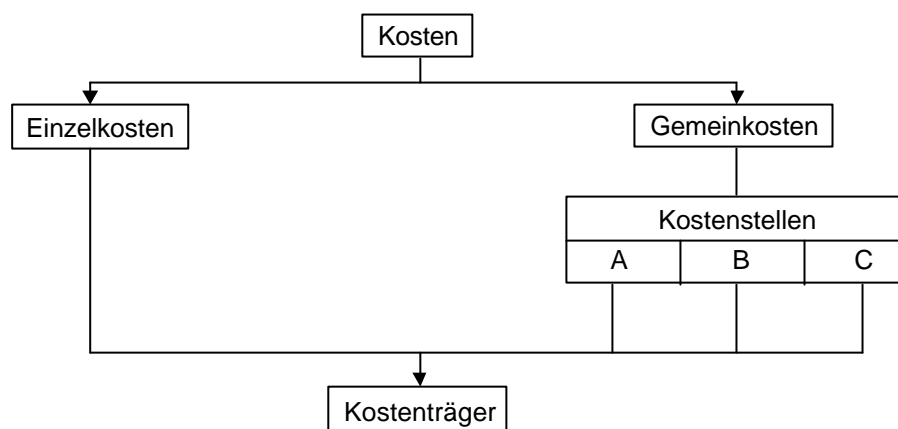 Kosten
Einzelkosten
Gemeinkosten
Kostenstellen
A B C
Kostenträger